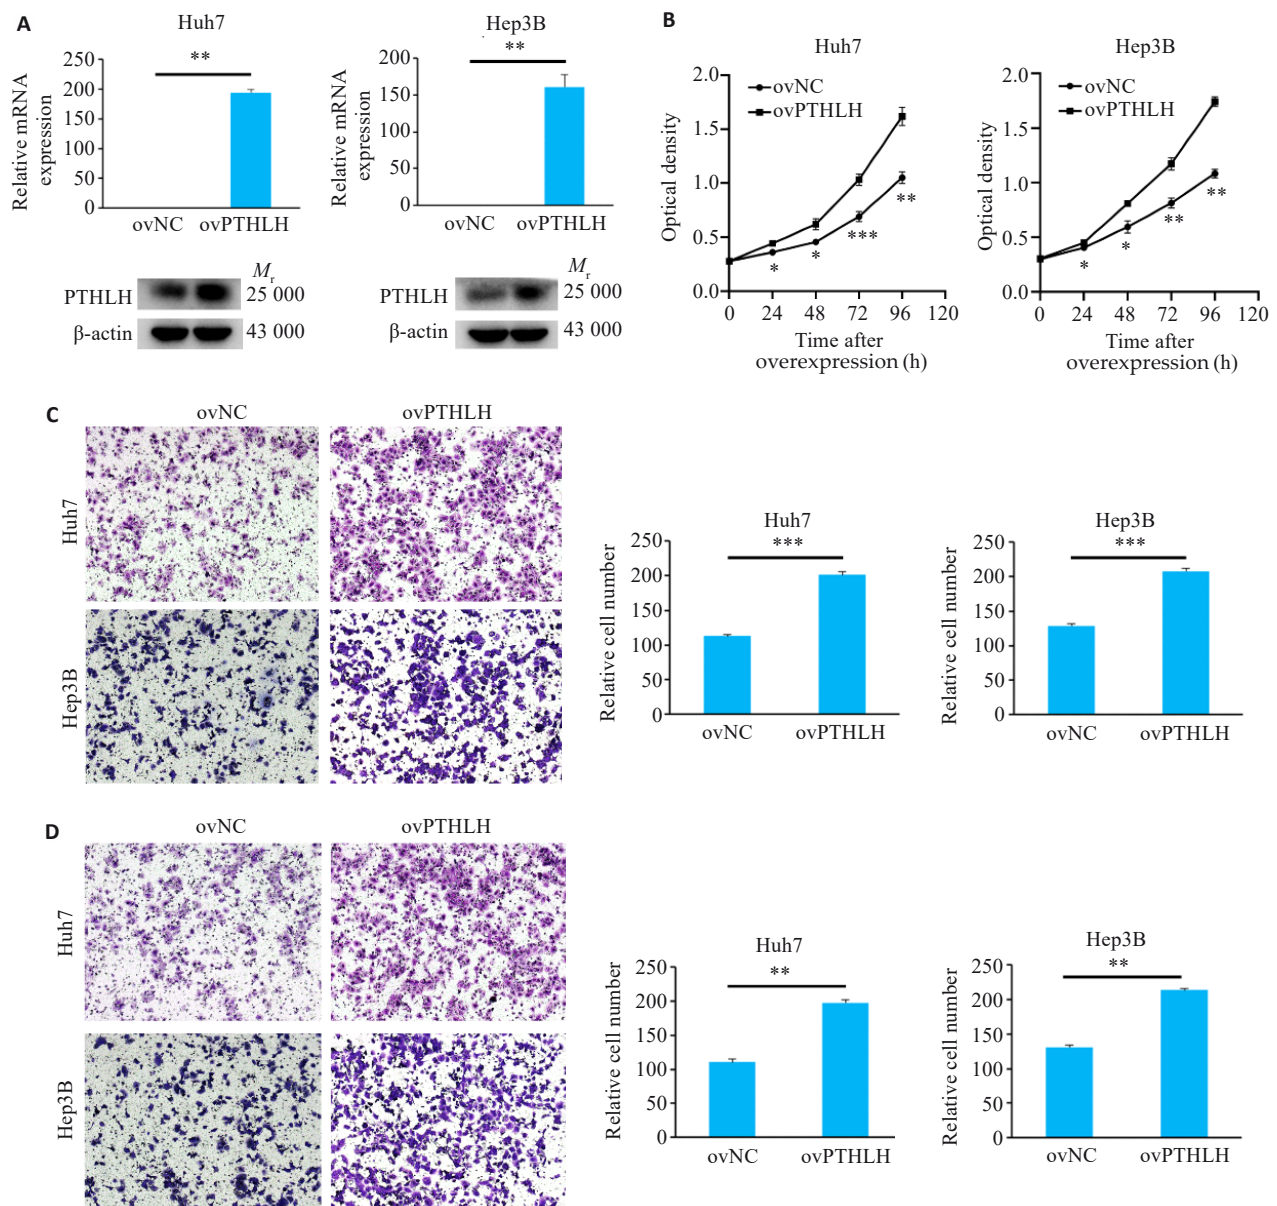 A
Huh7
**
Relative mRNA
expression
250
200
150
100
50
0
ovNC
ovPTHLH
Hep3B
**
Relative mRNA
expression
200
150
100
50
0
ovNC
ovPTHLH
Mr
PTHLH
25 000
β-actin
43 000
Mr
PTHLH
25 000
β-actin
43 000
B
Huh7
Optical density
2.0
1.5
1.0
0.5
0.0
ovNC
ovPTHLH
*
*
***
**
0 24 48 72 96 120
Time after
overexpression (h)
Hep3B
Optical density
2.0
1.5
1.0
0.5
0.0
ovNC
ovPTHLH
*
*
**
**
0 24 48 72 96 120
Time after
overexpression (h)
C
ovNC
ovPTHLH
Huh7
Hep3B
Huh7
***
Relative cell number
250
200
150
100
50
0
ovNC
ovPTHLH
Hep3B
***
Relative cell number
250
200
150
100
50
0
ovNC
ovPTHLH
D
ovNC
ovPTHLH
Huh7
Hep3B
Huh7
**
Relative cell number
250
200
150
100
50
0
ovNC
ovPTHLH
Hep3B
**
Relative cell number
250
200
150
100
50
0
ovNC
ovPTHLH